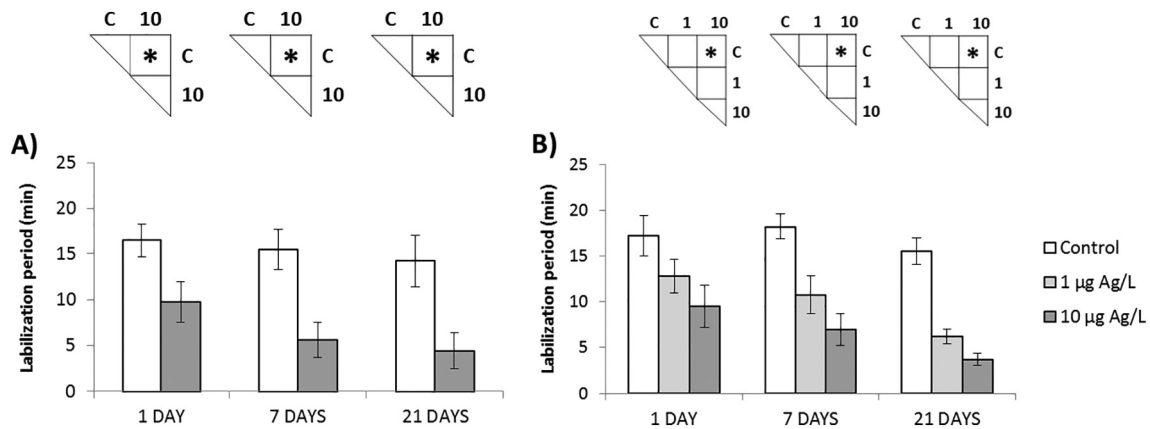 C 10 C 10 C 10 C 1 10 C 1 10 C 1 10
* C * C * C * C * C * C
10 10 10 1 1 1
10 10 10
A) B)
Labilization period (min)
25
20
15
10
5
0
1 DAY 7 DAYS 21 DAYS
Labilization period (min)
25
20
15
10
5
0
1 DAY 7 DAYS 21 DAYS
Control
1 µg Ag/L
10 µg Ag/L